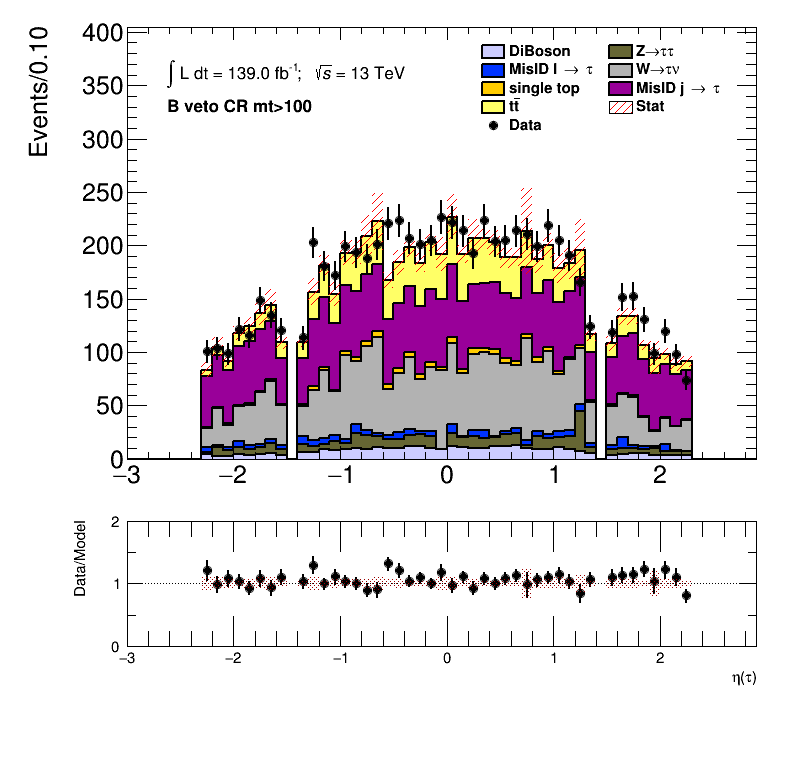 Events/0.10
400
350
300
250
200
150
100
50
0
∫ L dt = 139.0 fb⁻¹; √s = 13 TeV
B veto CR mt>100
DiBoson
Z→ττ
MisID l → τ
W→τν
single top
MisID j → τ
tt̄
Stat
Data
−3 −2 −1 0 1 2
Data/Model
2
1
0
−3 −2 −1 0 1 2
η(τ)